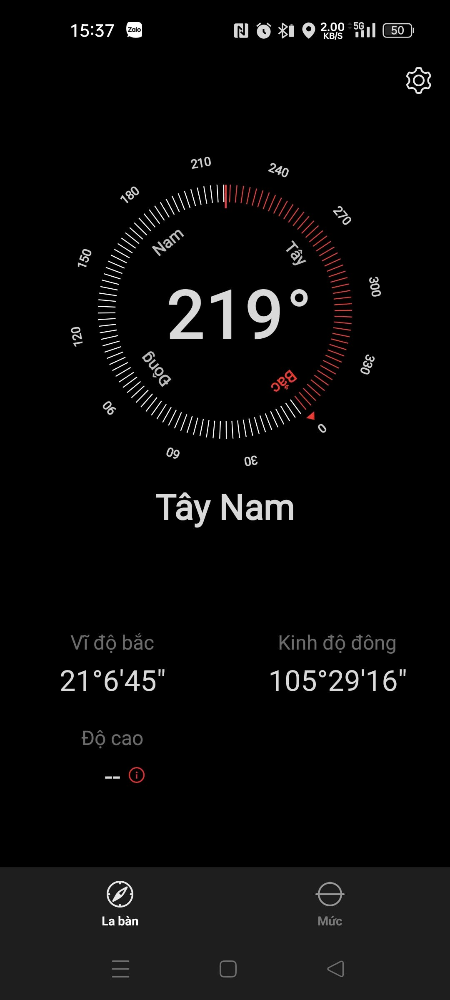 15:37 Zalo 2.00 KB/S 5G 50
210
240
180
270
Nam
Tây
150
300
219°
120
330
Đông
Bắc
90
0
60
30
Tây Nam
Vĩ độ bắc Kinh độ đông
21°6'45" 105°29'16"
Độ cao
--
La bàn Mức